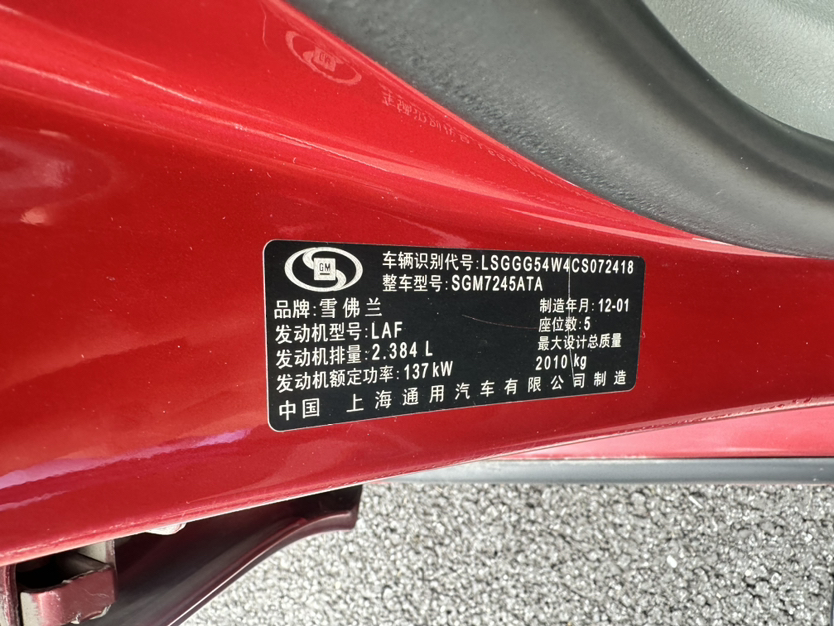 GM
车辆识别代号:LSGGG54W4CS072418
整车型号:SGM7245ATA
品牌:雪佛兰
制造年月:12-01
发动机型号:LAF
座位数:5
发动机排量:2.384 L
最大设计总质量
2010 kg
发动机额定功率:137kW
中国 上海通用汽车有限公司制造